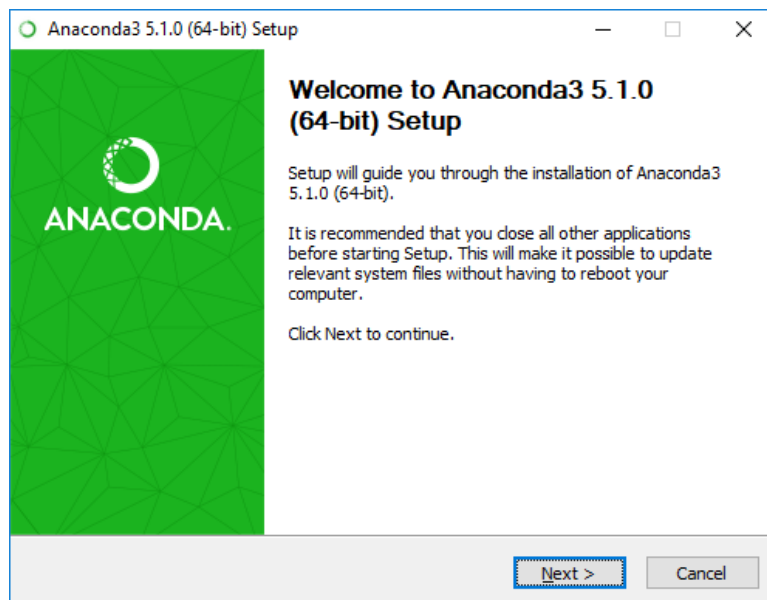 Anaconda3 5.1.0 (64-bit) Setup
Welcome to Anaconda3 5.1.0
(64-bit) Setup
Setup will guide you through the installation of Anaconda3
5.1.0 (64-bit).
It is recommended that you close all other applications
before starting Setup. This will make it possible to update
relevant system files without having to reboot your
computer.
Click Next to continue.
ANACONDA.
Next >
Cancel